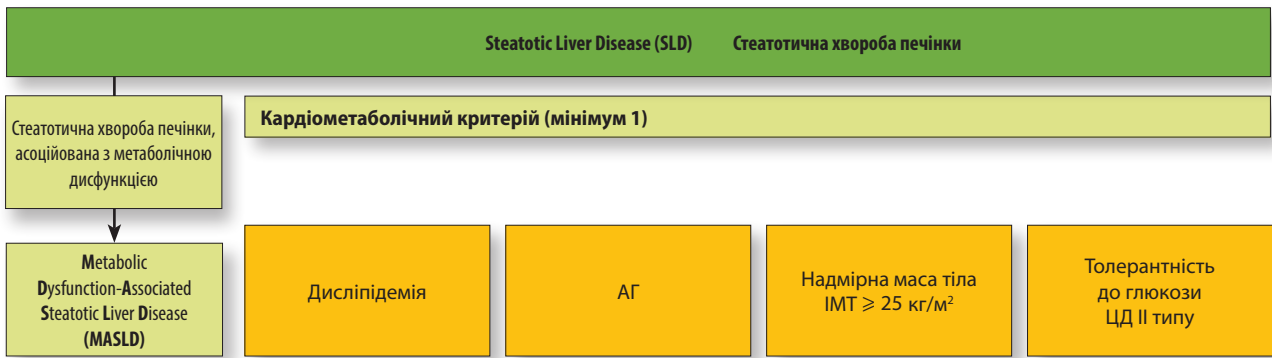 Steatotic Liver Disease (SLD) Стеатотична хвороба печінки
Стеатотична хвороба печінки,
асоційована з метаболічною
дисфункцією
Кардіометаболічний критерій (мінімум 1)
Metabolic
Dysfunction-Associated
Steatotic Liver Disease
(MASLD)
Дисліпідемія
АГ
Надмірна маса тіла
ІМТ ⩾ 25 кг/м²
Толерантність
до глюкози
ЦД II типу